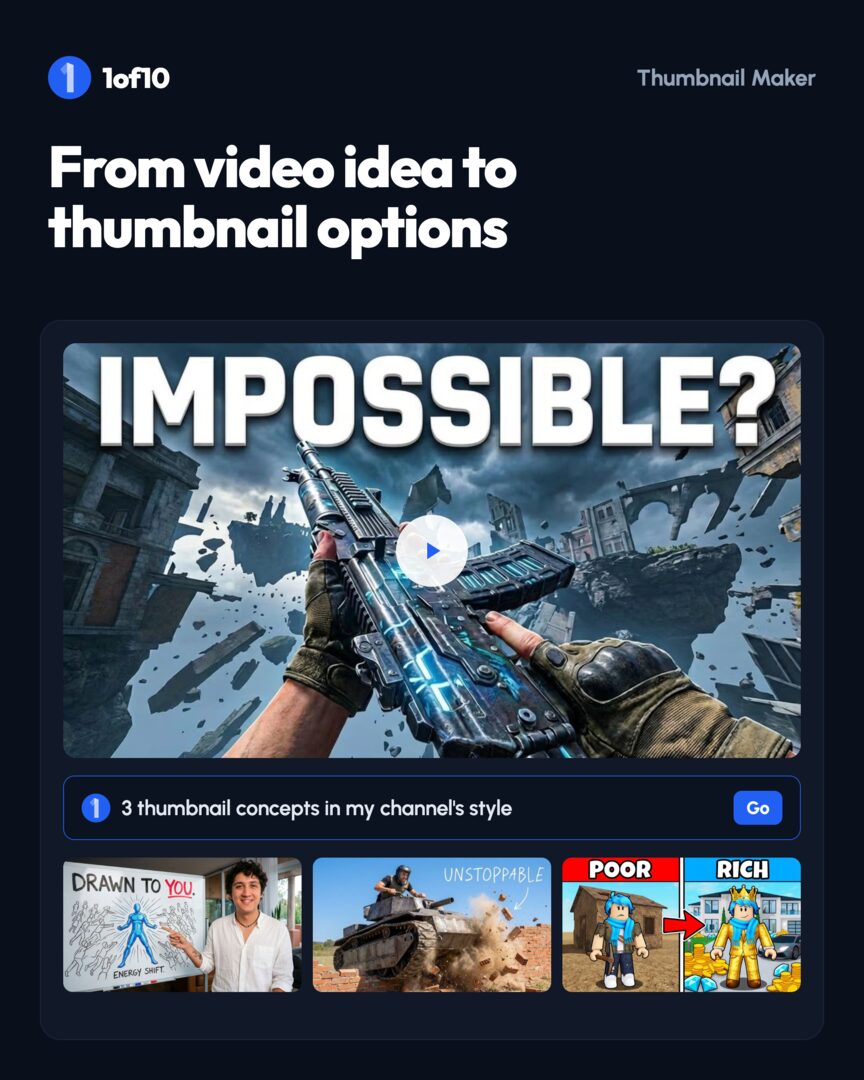 1of10
Thumbnail Maker
From video idea to
thumbnail options
IMPOSSIBLE?
3 thumbnail concepts in my channel's style
Go
DRAWN TO YOU.
ENERGY SHIFT.
UNSTOPPABLE
POOR
RICH